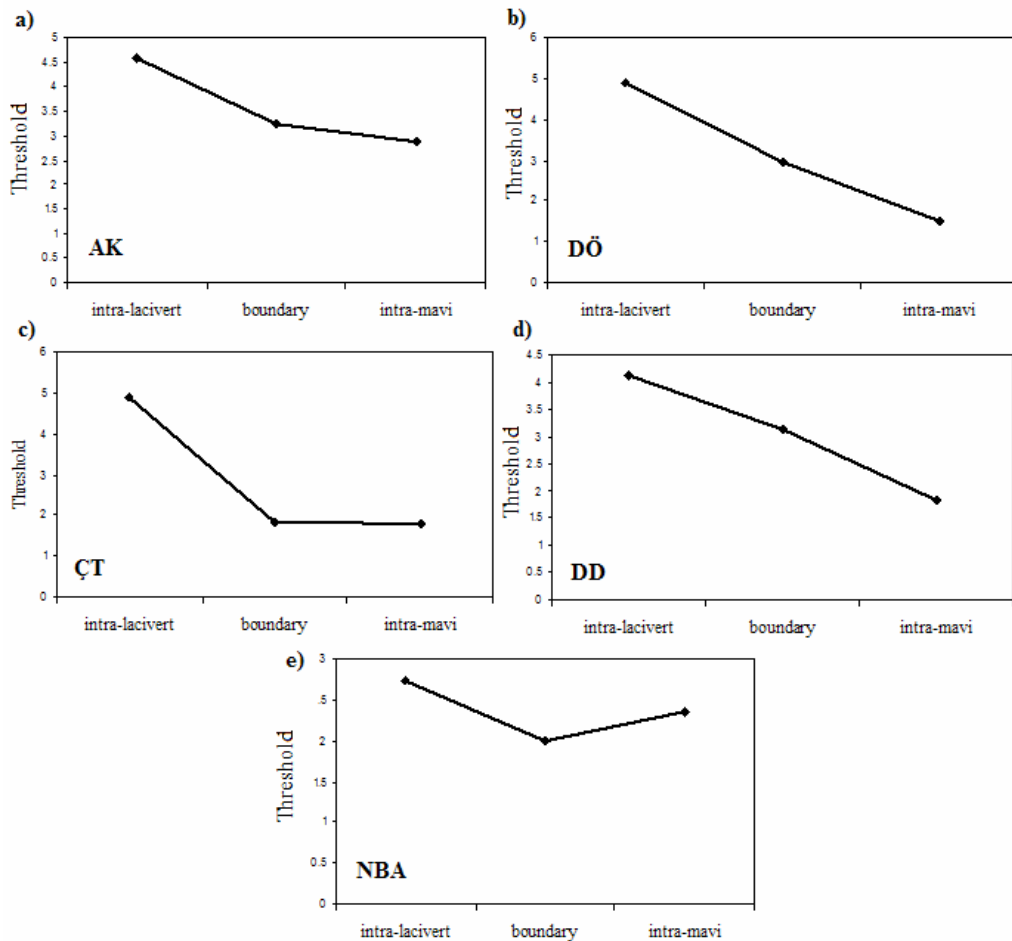 a)
5
4.5
4
3.5
3
2.5
2
1.5
1
0.5
0
Threshold
AK
intra-lacivert boundary intra-mavi
b)
6
5
4
3
2
1
0
Threshold
DÖ
intra-lacivert boundary intra-mavi
c)
6
5
4
3
2
1
0
Threshold
ÇT
intra-lacivert boundary intra-mavi
d)
4.5
4
3.5
3
2.5
2
1.5
1
0.5
0
Threshold
DD
intra-lacivert boundary intra-mavi
e)
3
.5
2
1.5
1
0.5
0
Threshold
NBA
intra-lacivert boundary intra-mavi